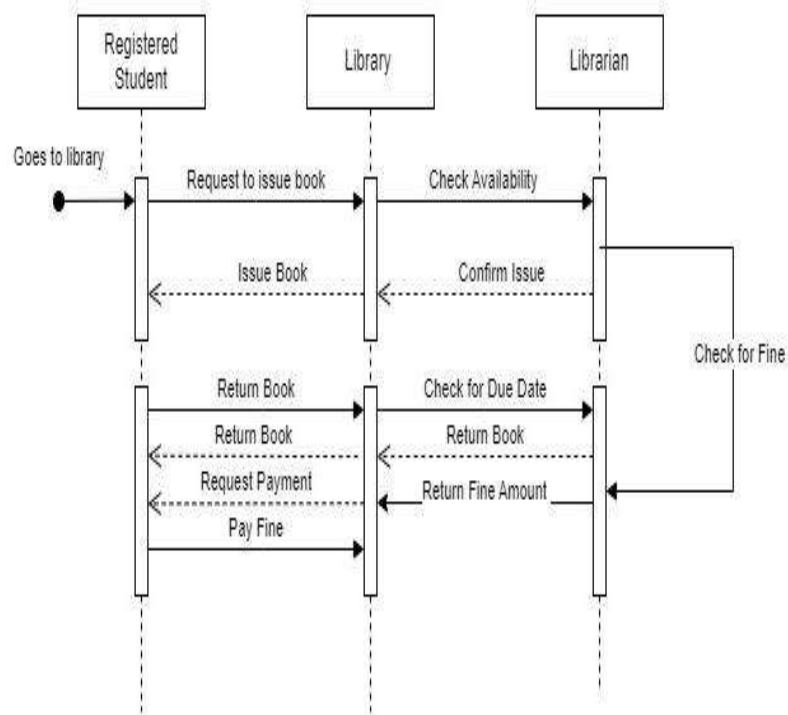 Registered
Student
Library
Librarian
Goes to library
Request to issue book
Check Availability
Issue Book
Confirm Issue
Check for Fine
Return Book
Check for Due Date
Return Book
Return Book
Request Payment
Return Fine Amount
Pay Fine